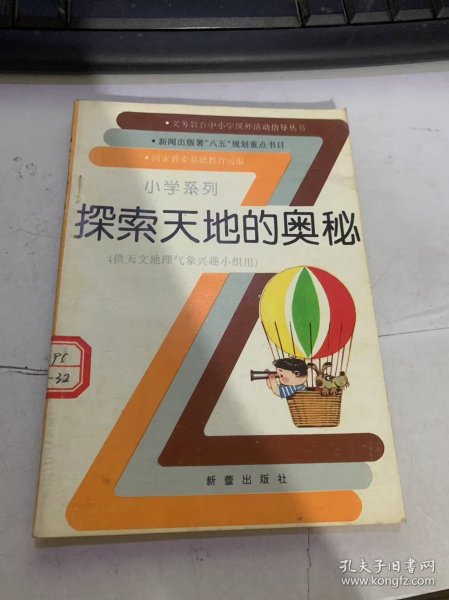 ·义务教育中小学课外活动指导丛书
·新闻出版署"八五"规划重点书目
·国家教委基础教育司编
小学系列
探索天地的奥秘
(供天文地理气象兴趣小组用)
95
-32
新蕾出版社
孔夫子旧书网
www.kongfz.com